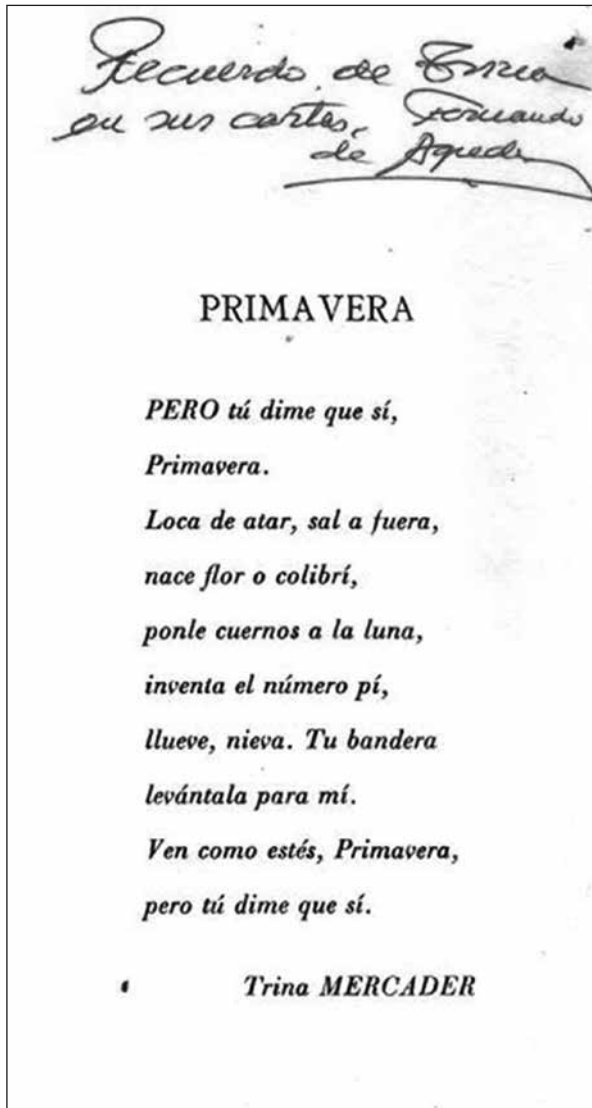 Recuerdo de Trina
en sus cartas, Fernando
de Agreda
PRIMAVERA
PERO tú dime que sí,
Primavera.
Loca de atar, sal a fuera,
nace flor o colibrí,
ponle cuernos a la luna,
inventa el número pí,
llueve, nieva. Tu bandera
levántala para mí.
Ven como estés, Primavera,
pero tú dime que sí.
Trina MERCADER